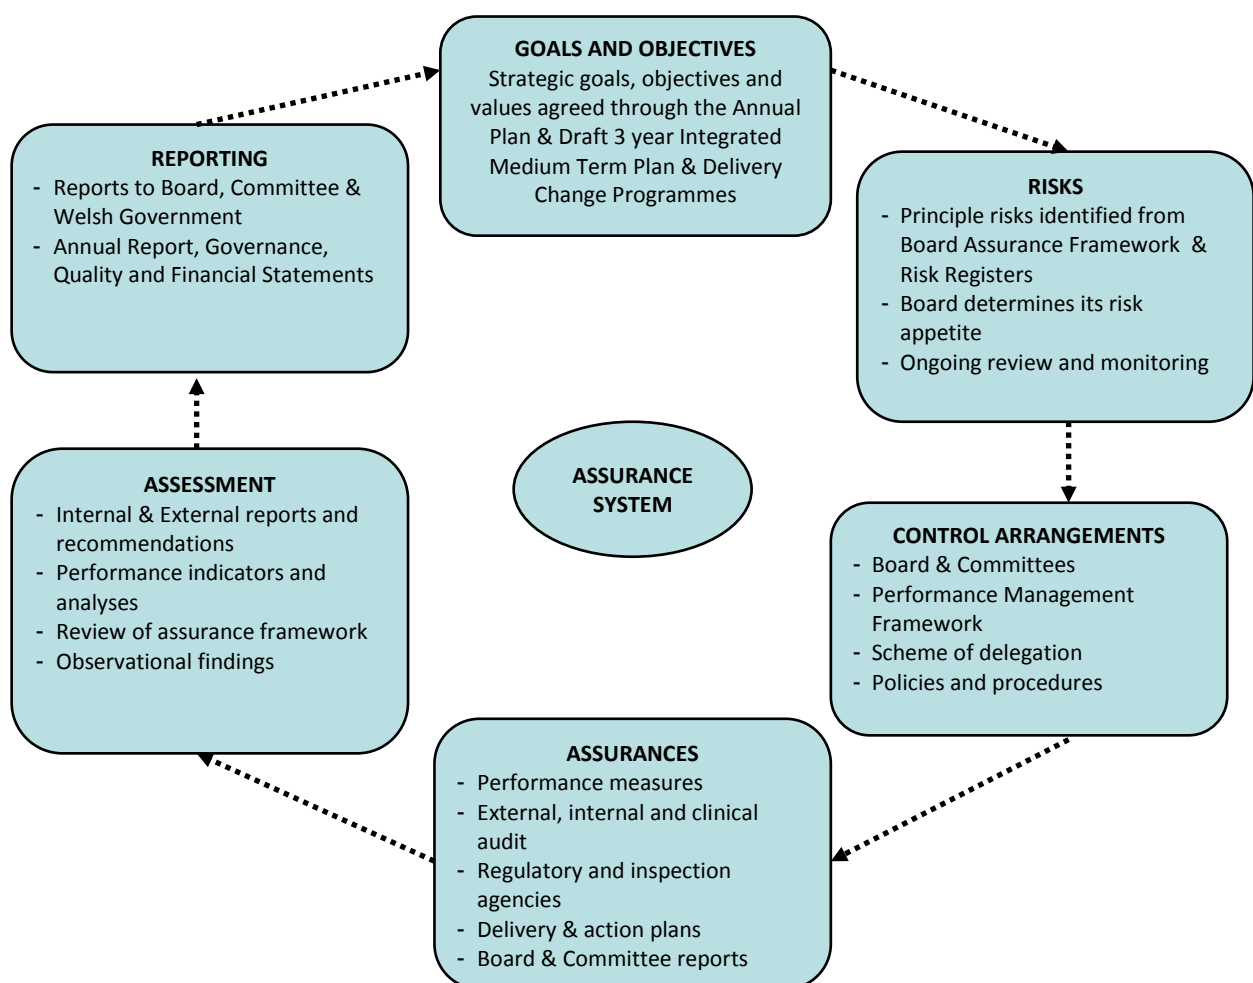 GOALS AND OBJECTIVES
Strategic goals, objectives and
values agreed through the Annual
Plan & Draft 3 year Integrated
Medium Term Plan & Delivery
Change Programmes
RISKS
- Principle risks identified from
Board Assurance Framework &
Risk Registers
- Board determines its risk
appetite
- Ongoing review and monitoring
CONTROL ARRANGEMENTS
- Board & Committees
- Performance Management
Framework
- Scheme of delegation
- Policies and procedures
ASSURANCES
- Performance measures
- External, internal and clinical
audit
- Regulatory and inspection
agencies
- Delivery & action plans
- Board & Committee reports
ASSESSMENT
- Internal & External reports and
recommendations
- Performance indicators and
analyses
- Review of assurance framework
- Observational findings
REPORTING
- Reports to Board, Committee &
Welsh Government
- Annual Report, Governance,
Quality and Financial Statements
ASSURANCE
SYSTEM